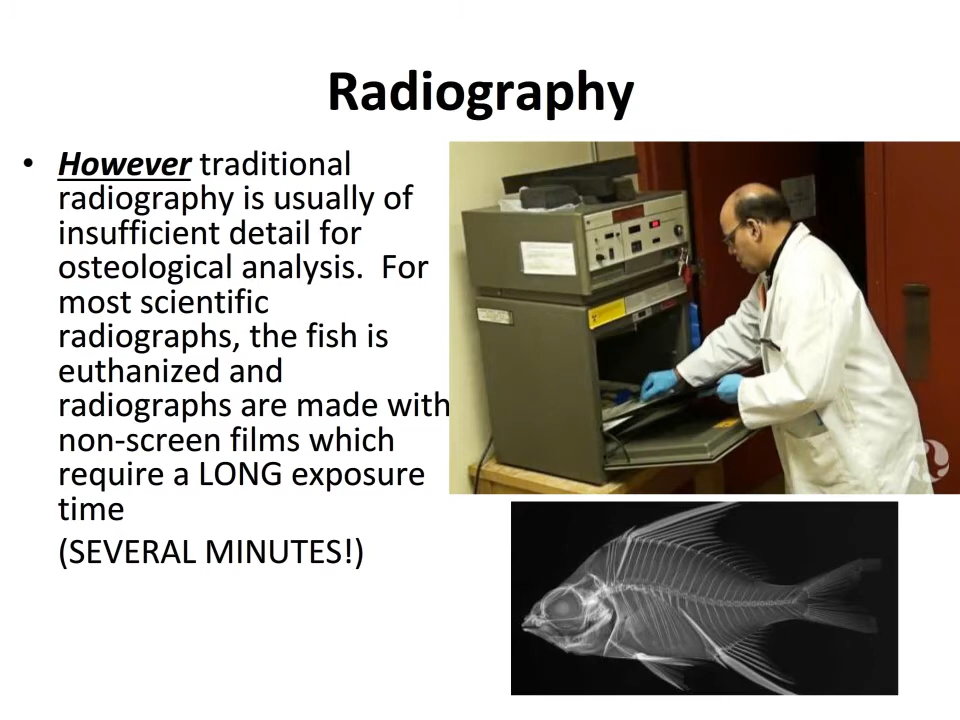 Radiography
• However traditional
radiography is usually of
insufficient detail for
osteological analysis.  For
most scientific
radiographs, the fish is
euthanized and
radiographs are made with
non-screen films which
require a LONG exposure
time
(SEVERAL MINUTES!)